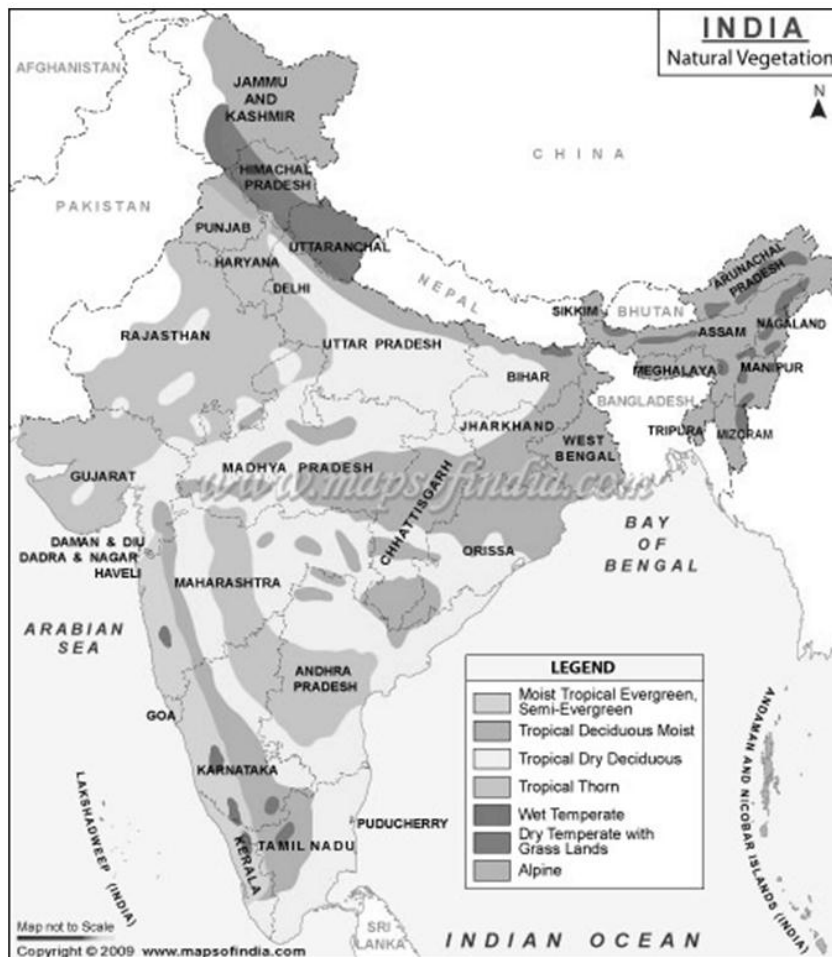 INDIA
Natural Vegetation
N
AFGHANISTAN
JAMMU
AND
KASHMIR
CHINA
HIMACHAL
PRADESH
PAKISTAN
PUNJAB
UTTARANCHAL
HARYANA
DELHI
NEPAL
ARUNACHAL
PRADESH
SIKKIM
BHUTAN
RAJASTHAN
ASSAM
NAGALAND
UTTAR PRADESH
BIHAR
MEGHALAYA
MANIPUR
BANGLADESH
JHARKHAND
TRIPURA
MIZORAM
WEST
BENGAL
GUJARAT
MADHYA PRADESH
www.mapsofindia.com
CHHATTISGARH
DAMAN & DIU
DADRA & NAGAR
HAVELI
ORISSA
BAY
OF
BENGAL
MAHARASHTRA
ARABIAN
SEA
ANDHRA
PRADESH
GOA
KARNATAKA
LAKSHADWEEP (INDIA)
PUDUCHERRY
KERALA
TAMIL NADU
ANDAMAN AND NICOBAR ISLANDS (INDIA)
LEGEND
Moist Tropical Evergreen,
Semi-Evergreen
Tropical Deciduous Moist
Tropical Dry Deciduous
Tropical Thorn
Wet Temperate
Dry Temperate with
Grass Lands
Alpine
SRI
LANKA
INDIAN OCEAN
Map not to Scale
Copyright © 2009 www.mapsofindia.com